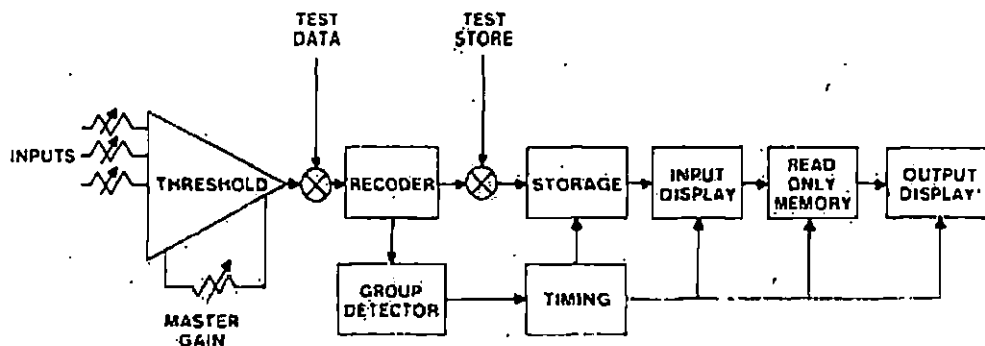 TEST
DATA
TEST
STORE
INPUTS
THRESHOLD
RECODER
STORAGE
INPUT
DISPLAY
READ
ONLY
MEMORY
OUTPUT
DISPLAY
MASTER
GAIN
GROUP
DETECTOR
TIMING